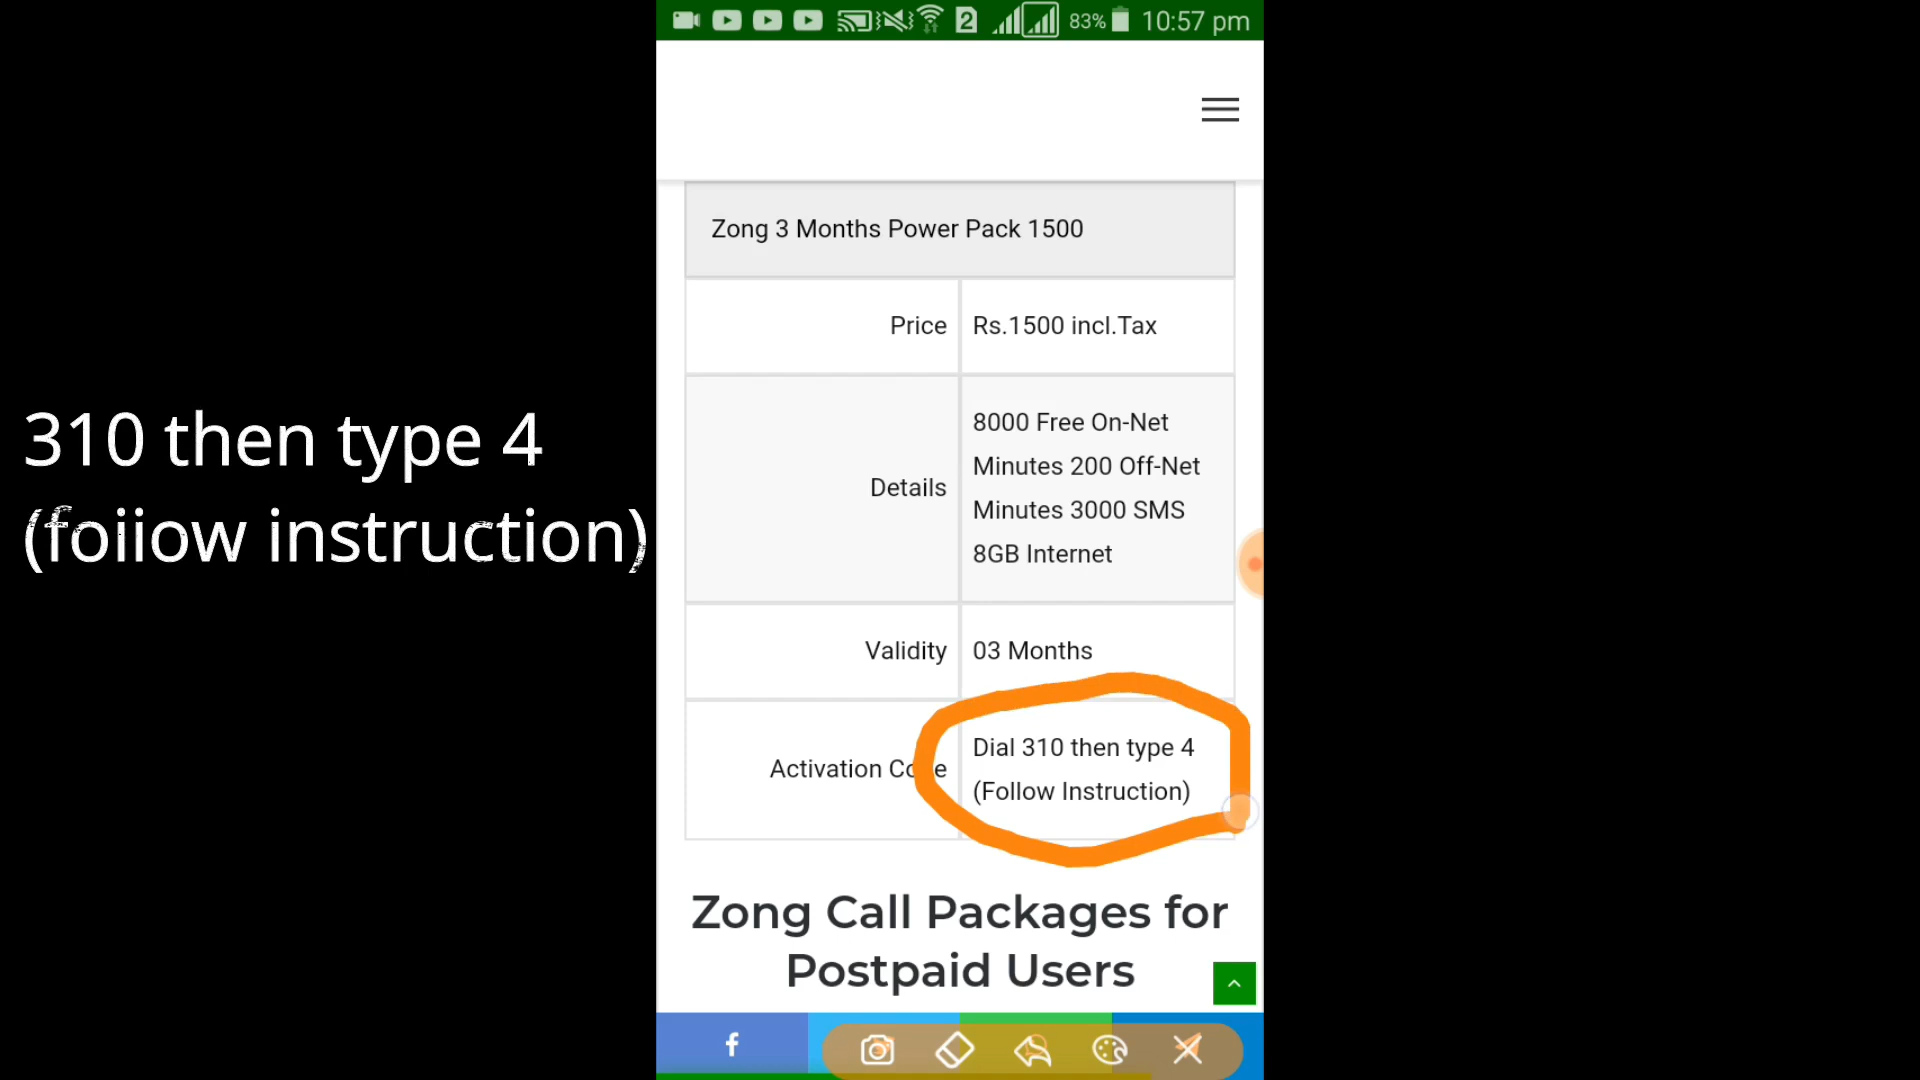 83% 10:57 pm
2
Zong 3 Months Power Pack 1500
Price Rs.1500 incl.Tax
Details
8000 Free On-Net
Minutes 200 Off-Net
Minutes 3000 SMS
8GB Internet
Validity 03 Months
Activation Co e
Dial 310 then type 4
(Follow Instruction)
310 then type 4
(foiiow instruction)
Zong Call Packages for
Postpaid Users
f